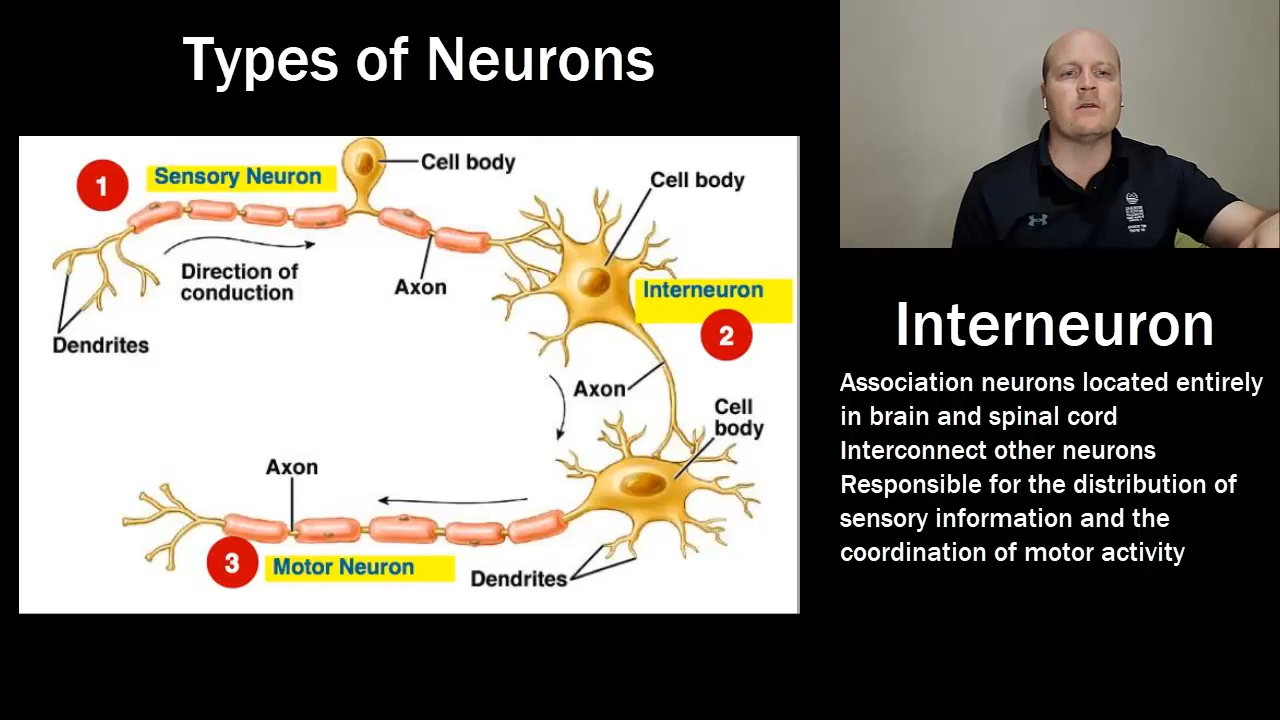 Types of Neurons
1
Sensory Neuron
Cell body
Cell body
Direction of
conduction
Axon
Interneuron
2
Dendrites
Axon
Cell
body
Axon
3
Motor Neuron
Dendrites
Interneuron
Association neurons located entirely
in brain and spinal cord
Interconnect other neurons
Responsible for the distribution of
sensory information and the
coordination of motor activity